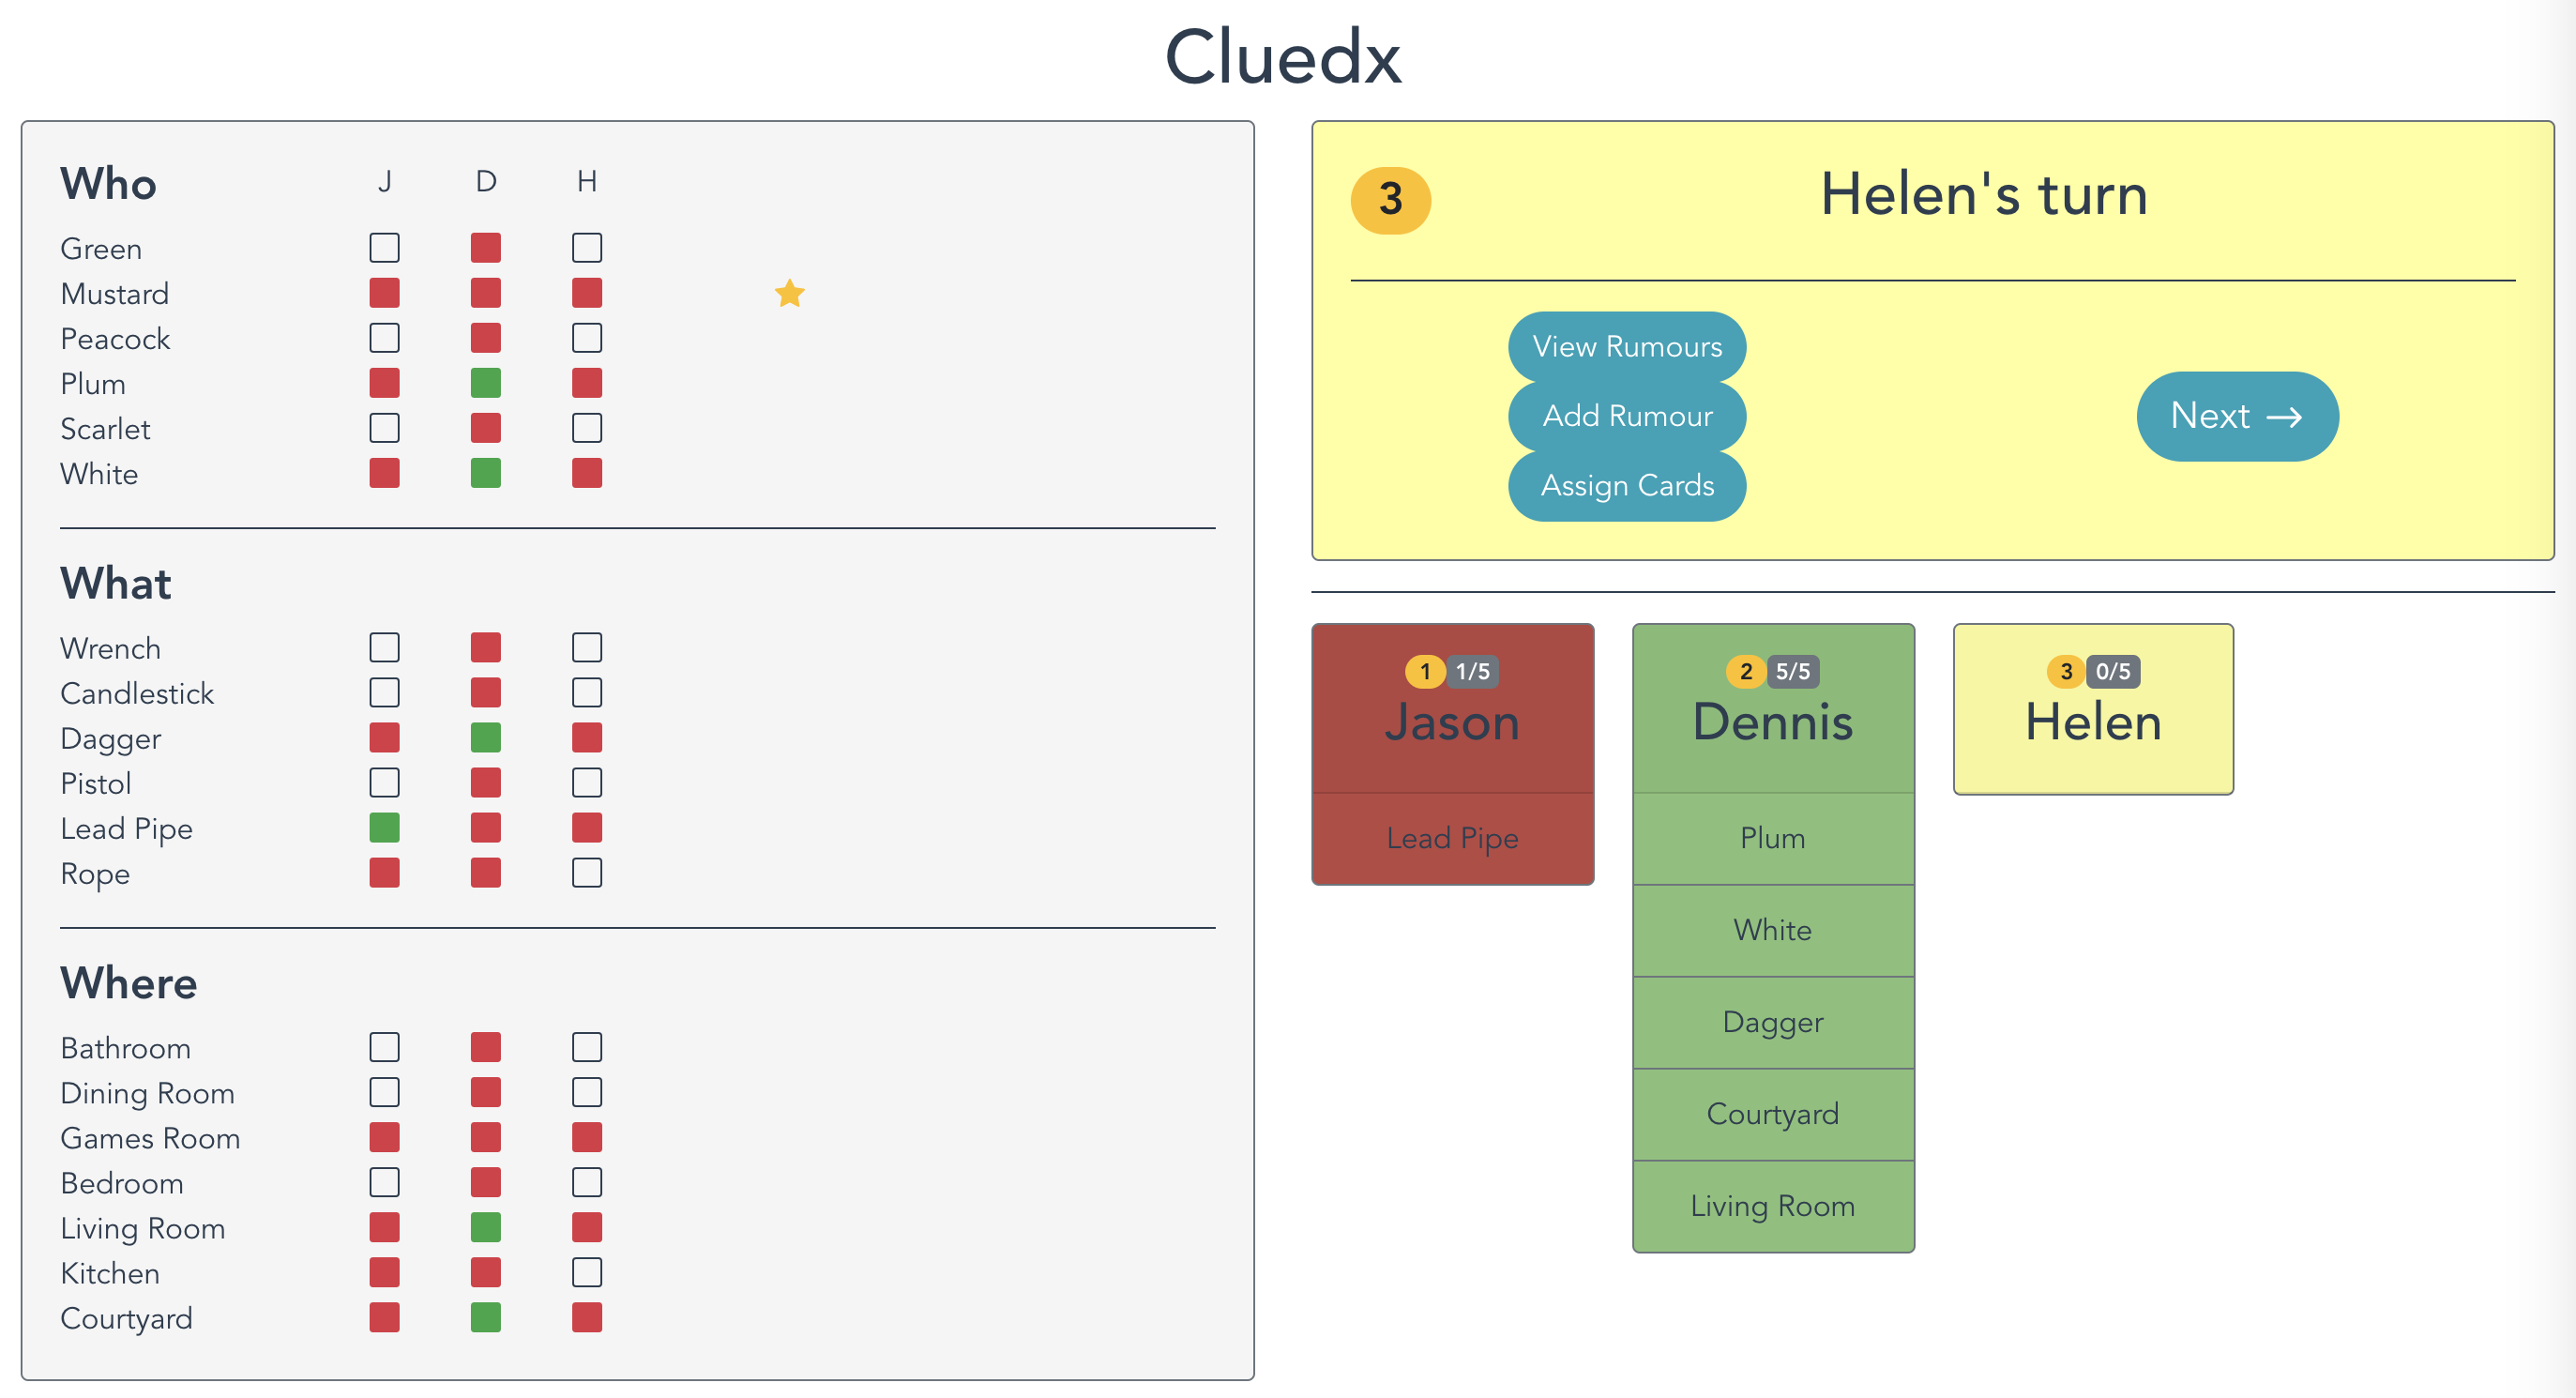 Cluedx
Who J D H
Green
Mustard
Peacock
Plum
Scarlet
White
What
Wrench
Candlestick
Dagger
Pistol
Lead Pipe
Rope
Where
Bathroom
Dining Room
Games Room
Bedroom
Living Room
Kitchen
Courtyard
3 Helen's turn
View Rumours
Add Rumour
Assign Cards
Next →
1 1/5
Jason
Lead Pipe
2 5/5
Dennis
Plum
White
Dagger
Courtyard
Living Room
3 0/5
Helen